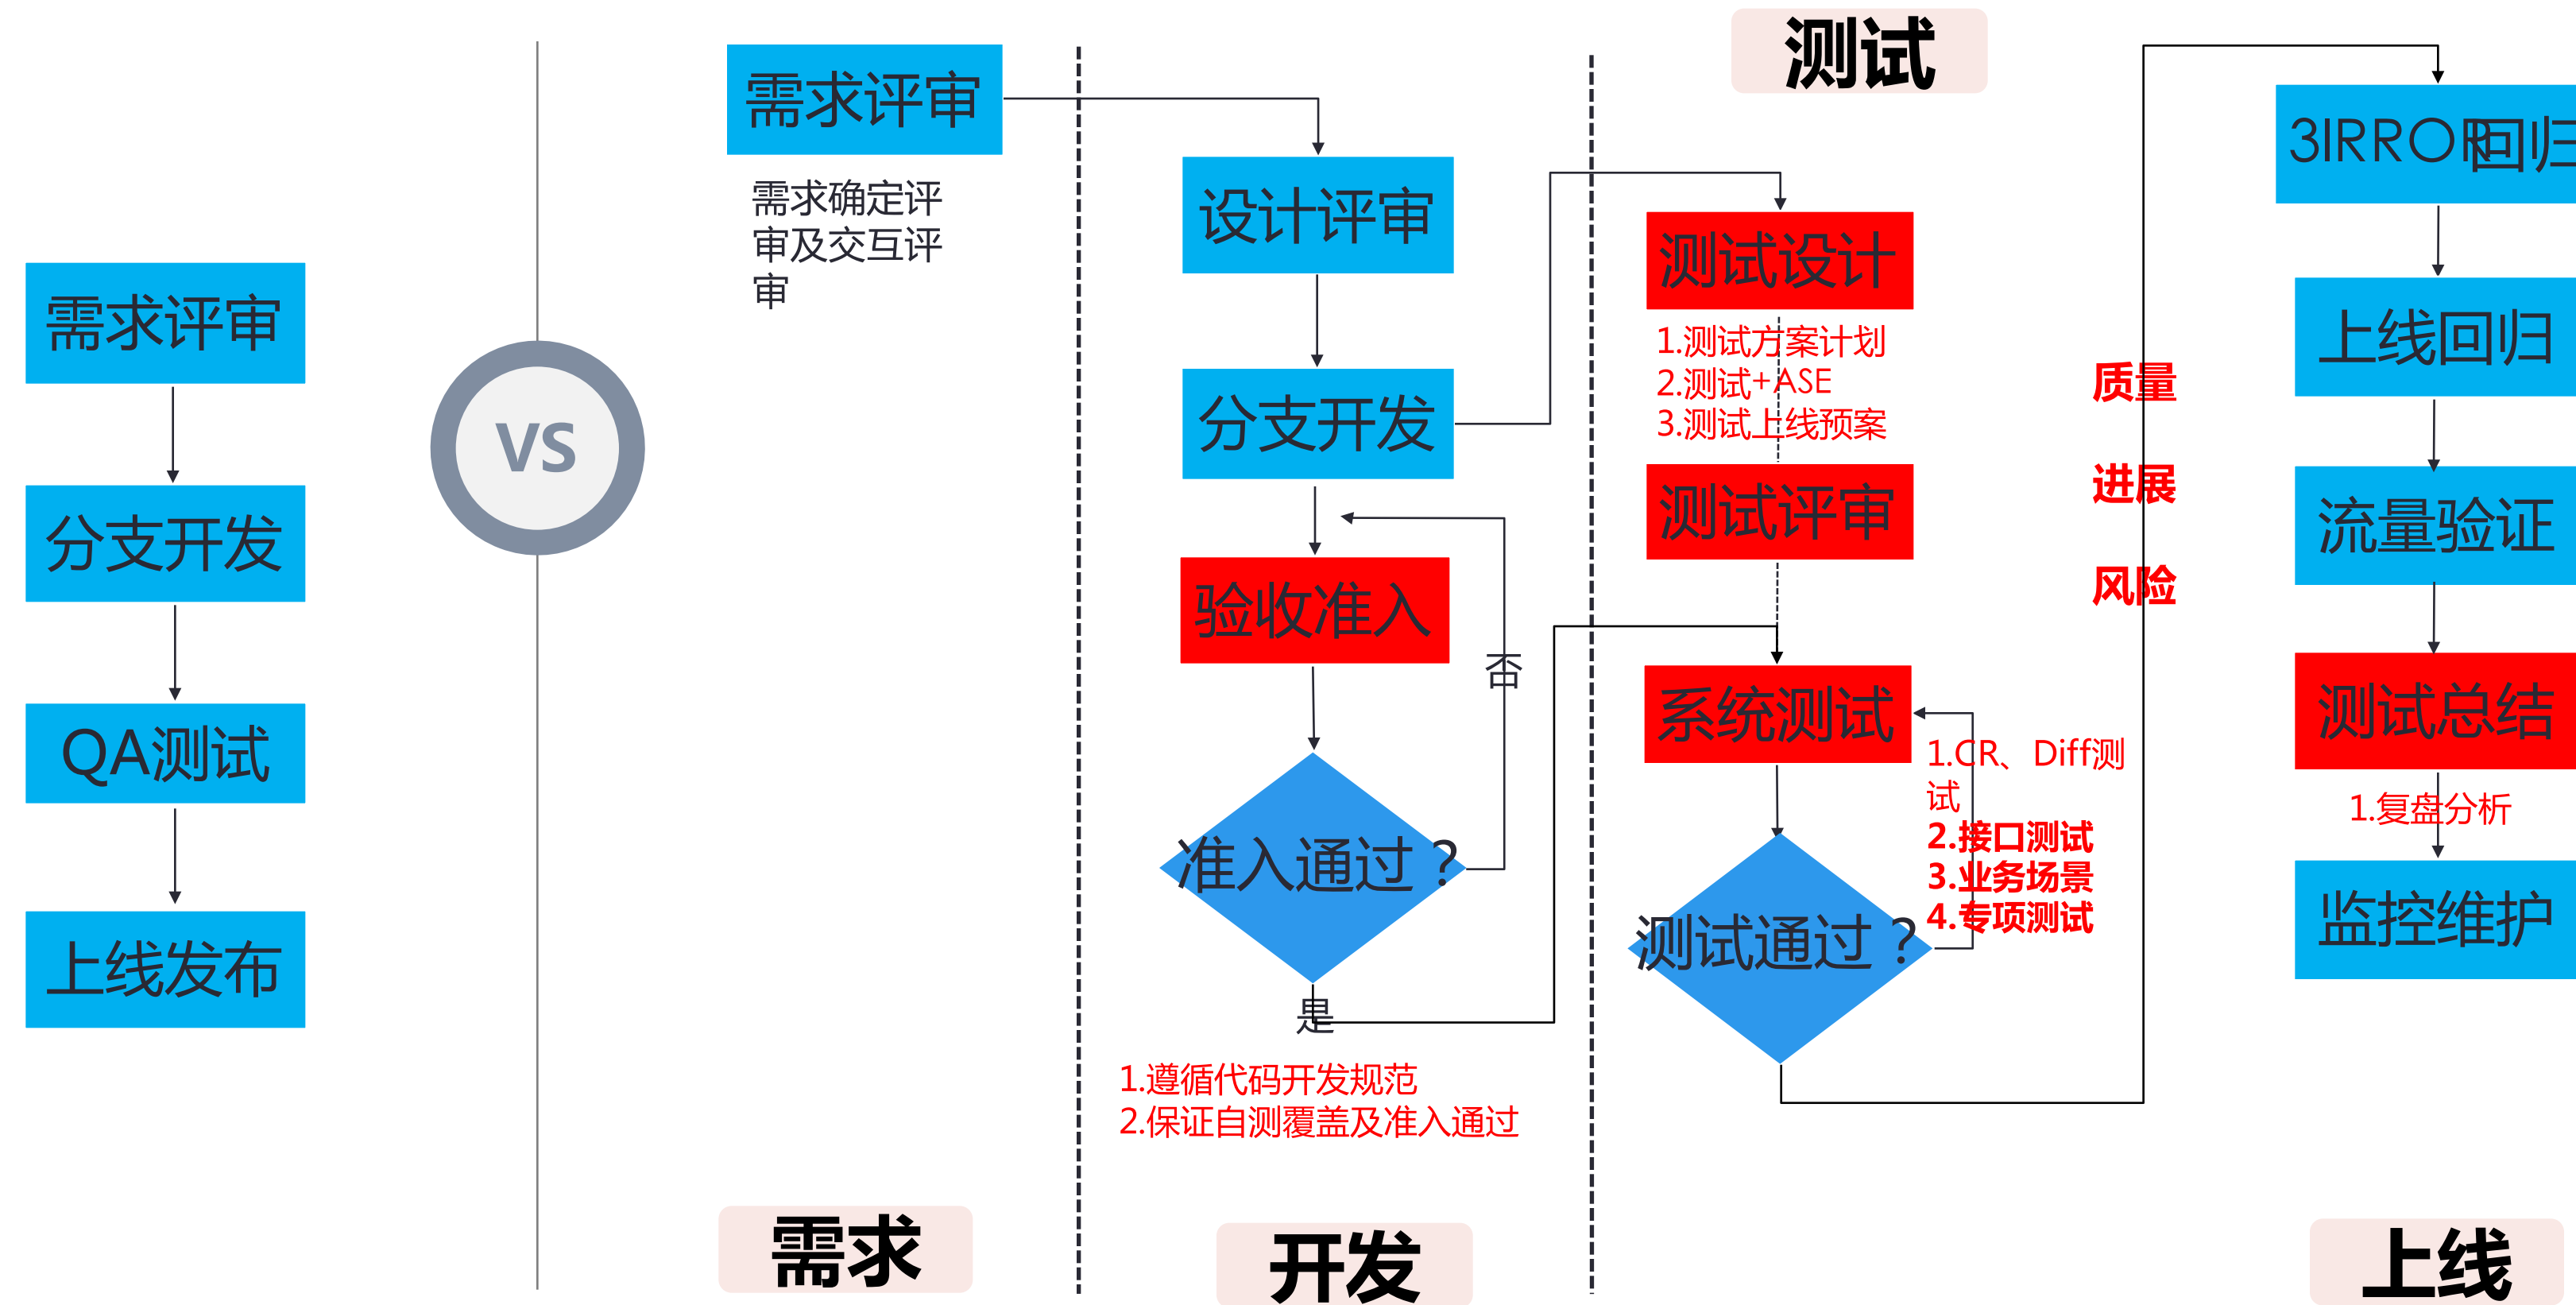 需求评审
分支开发
QA测试
上线发布
VS
需求评审
需求确定评
审及交互评
审
需求
设计评审
分支开发
验收准入
否
准入通过？
是
1.遵循代码开发规范
2.保证自测覆盖及准入通过
开发
测试
测试设计
1.测试方案计划
2.测试+ASE
3.测试上线预案
测试评审
系统测试
1.CR、Diff测
试
2.接口测试
3.业务场景
4.专项测试
测试通过？
质量
进展
风险
3IRROR回归
上线回归
流量验证
测试总结
1.复盘分析
监控维护
上线